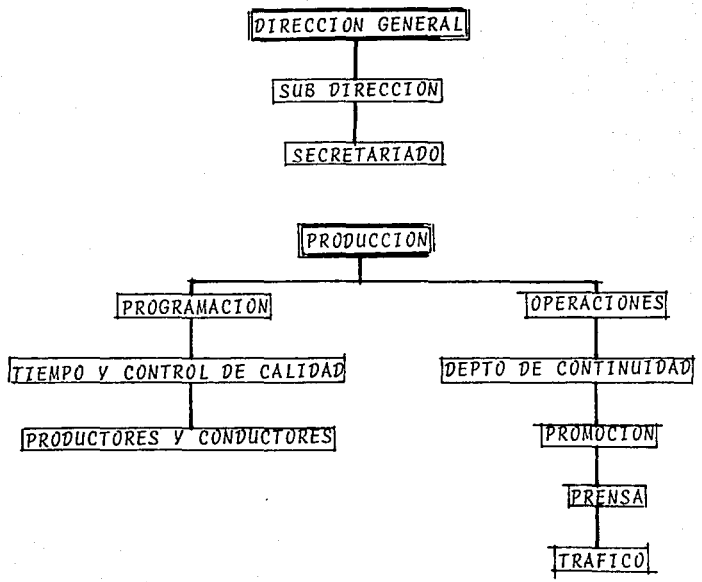 DIRECCION GENERAL
SUB DIRECCION
SECRETARIADO
PRODUCCION
PROGRAMACION
OPERACIONES
TIEMPO Y CONTROL DE CALIDAD
DEPTO DE CONTINUIDAD
PRODUCTORES Y CONDUCTORES
PROMOCION
PRENSA
TRAFICO